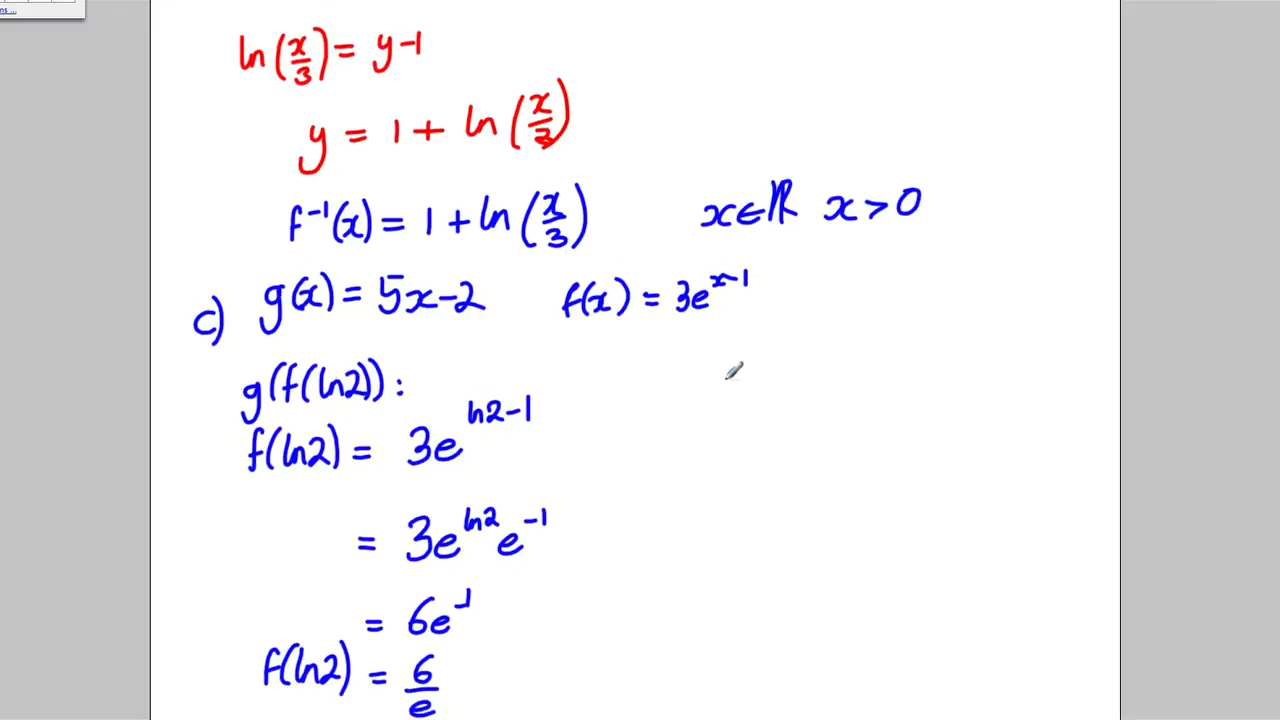 ns ...
ln(x/3) = y-1
y = 1 + ln(x/3)
f⁻¹(x) = 1 + ln(x/3) x∈ℝ x>0
c) g(x) = 5x-2 f(x) = 3e^(x-1)
g(f(ln2)):
f(ln2) = 3e^(ln2-1)
= 3e^(ln2) e^(-1)
= 6e^(-1)
f(ln2) = 6/e